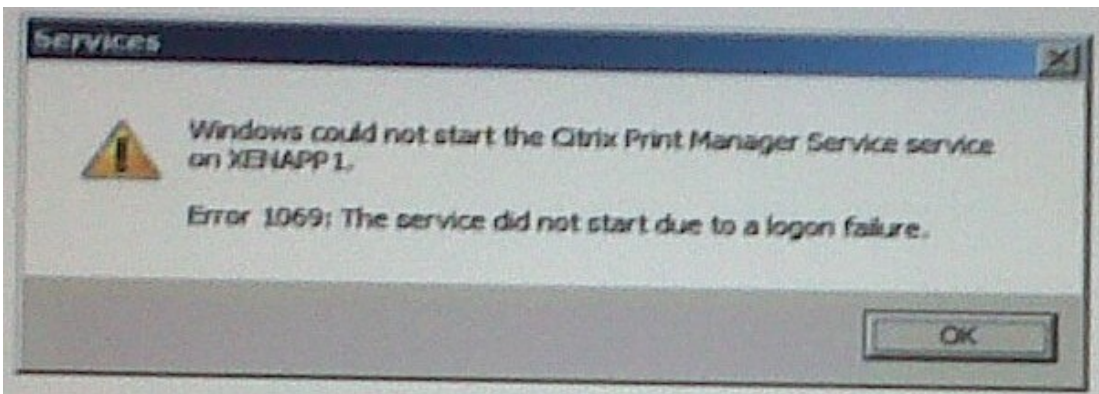 Services
Windows could not start the Citrix Print Manager Service service
on XENAPP1.
Error 1069: The service did not start due to a logon failure.
OK